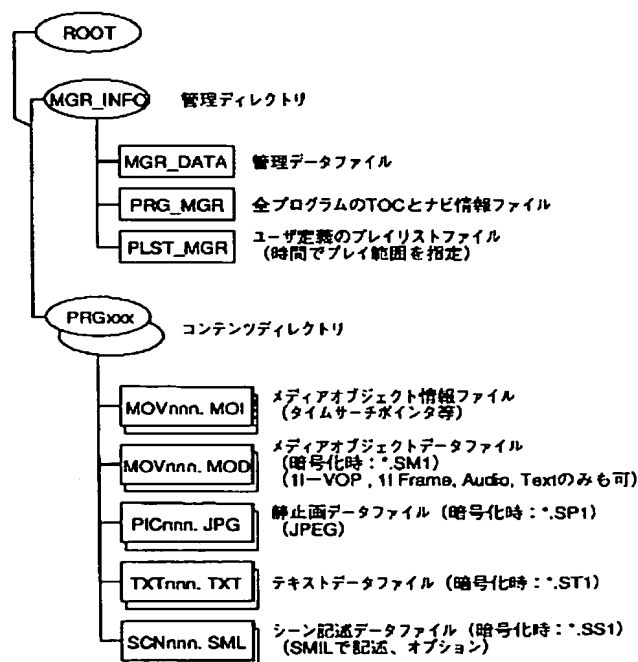 ROOT
MGR_INFO 管理ディレクトリ
MGR_DATA 管理データファイル
PRG_MGR 全プログラムのTOCとナビ情報ファイル
PLST_MGR ユーザ定義のプレイリストファイル
(時間でプレイ範囲を指定)
PRGxxx コンテンツディレクトリ
MOVnnn. MOI メディアオブジェクト情報ファイル
(タイムサーチポインタ等)
MOVnnn. MOD メディアオブジェクトデータファイル
(暗号化時：*.SM1)
(1I－VOP , 1I Frame, Audio, Textのみも可)
PICnnn. JPG 静止画データファイル (暗号化時：*.SP1)
(JPEG)
TXTnnn. TXT テキストデータファイル (暗号化時：*.ST1)
SCNnnn. SML シーン記述データファイル (暗号化時：*.SS1)
(SMILで記述、オプション)